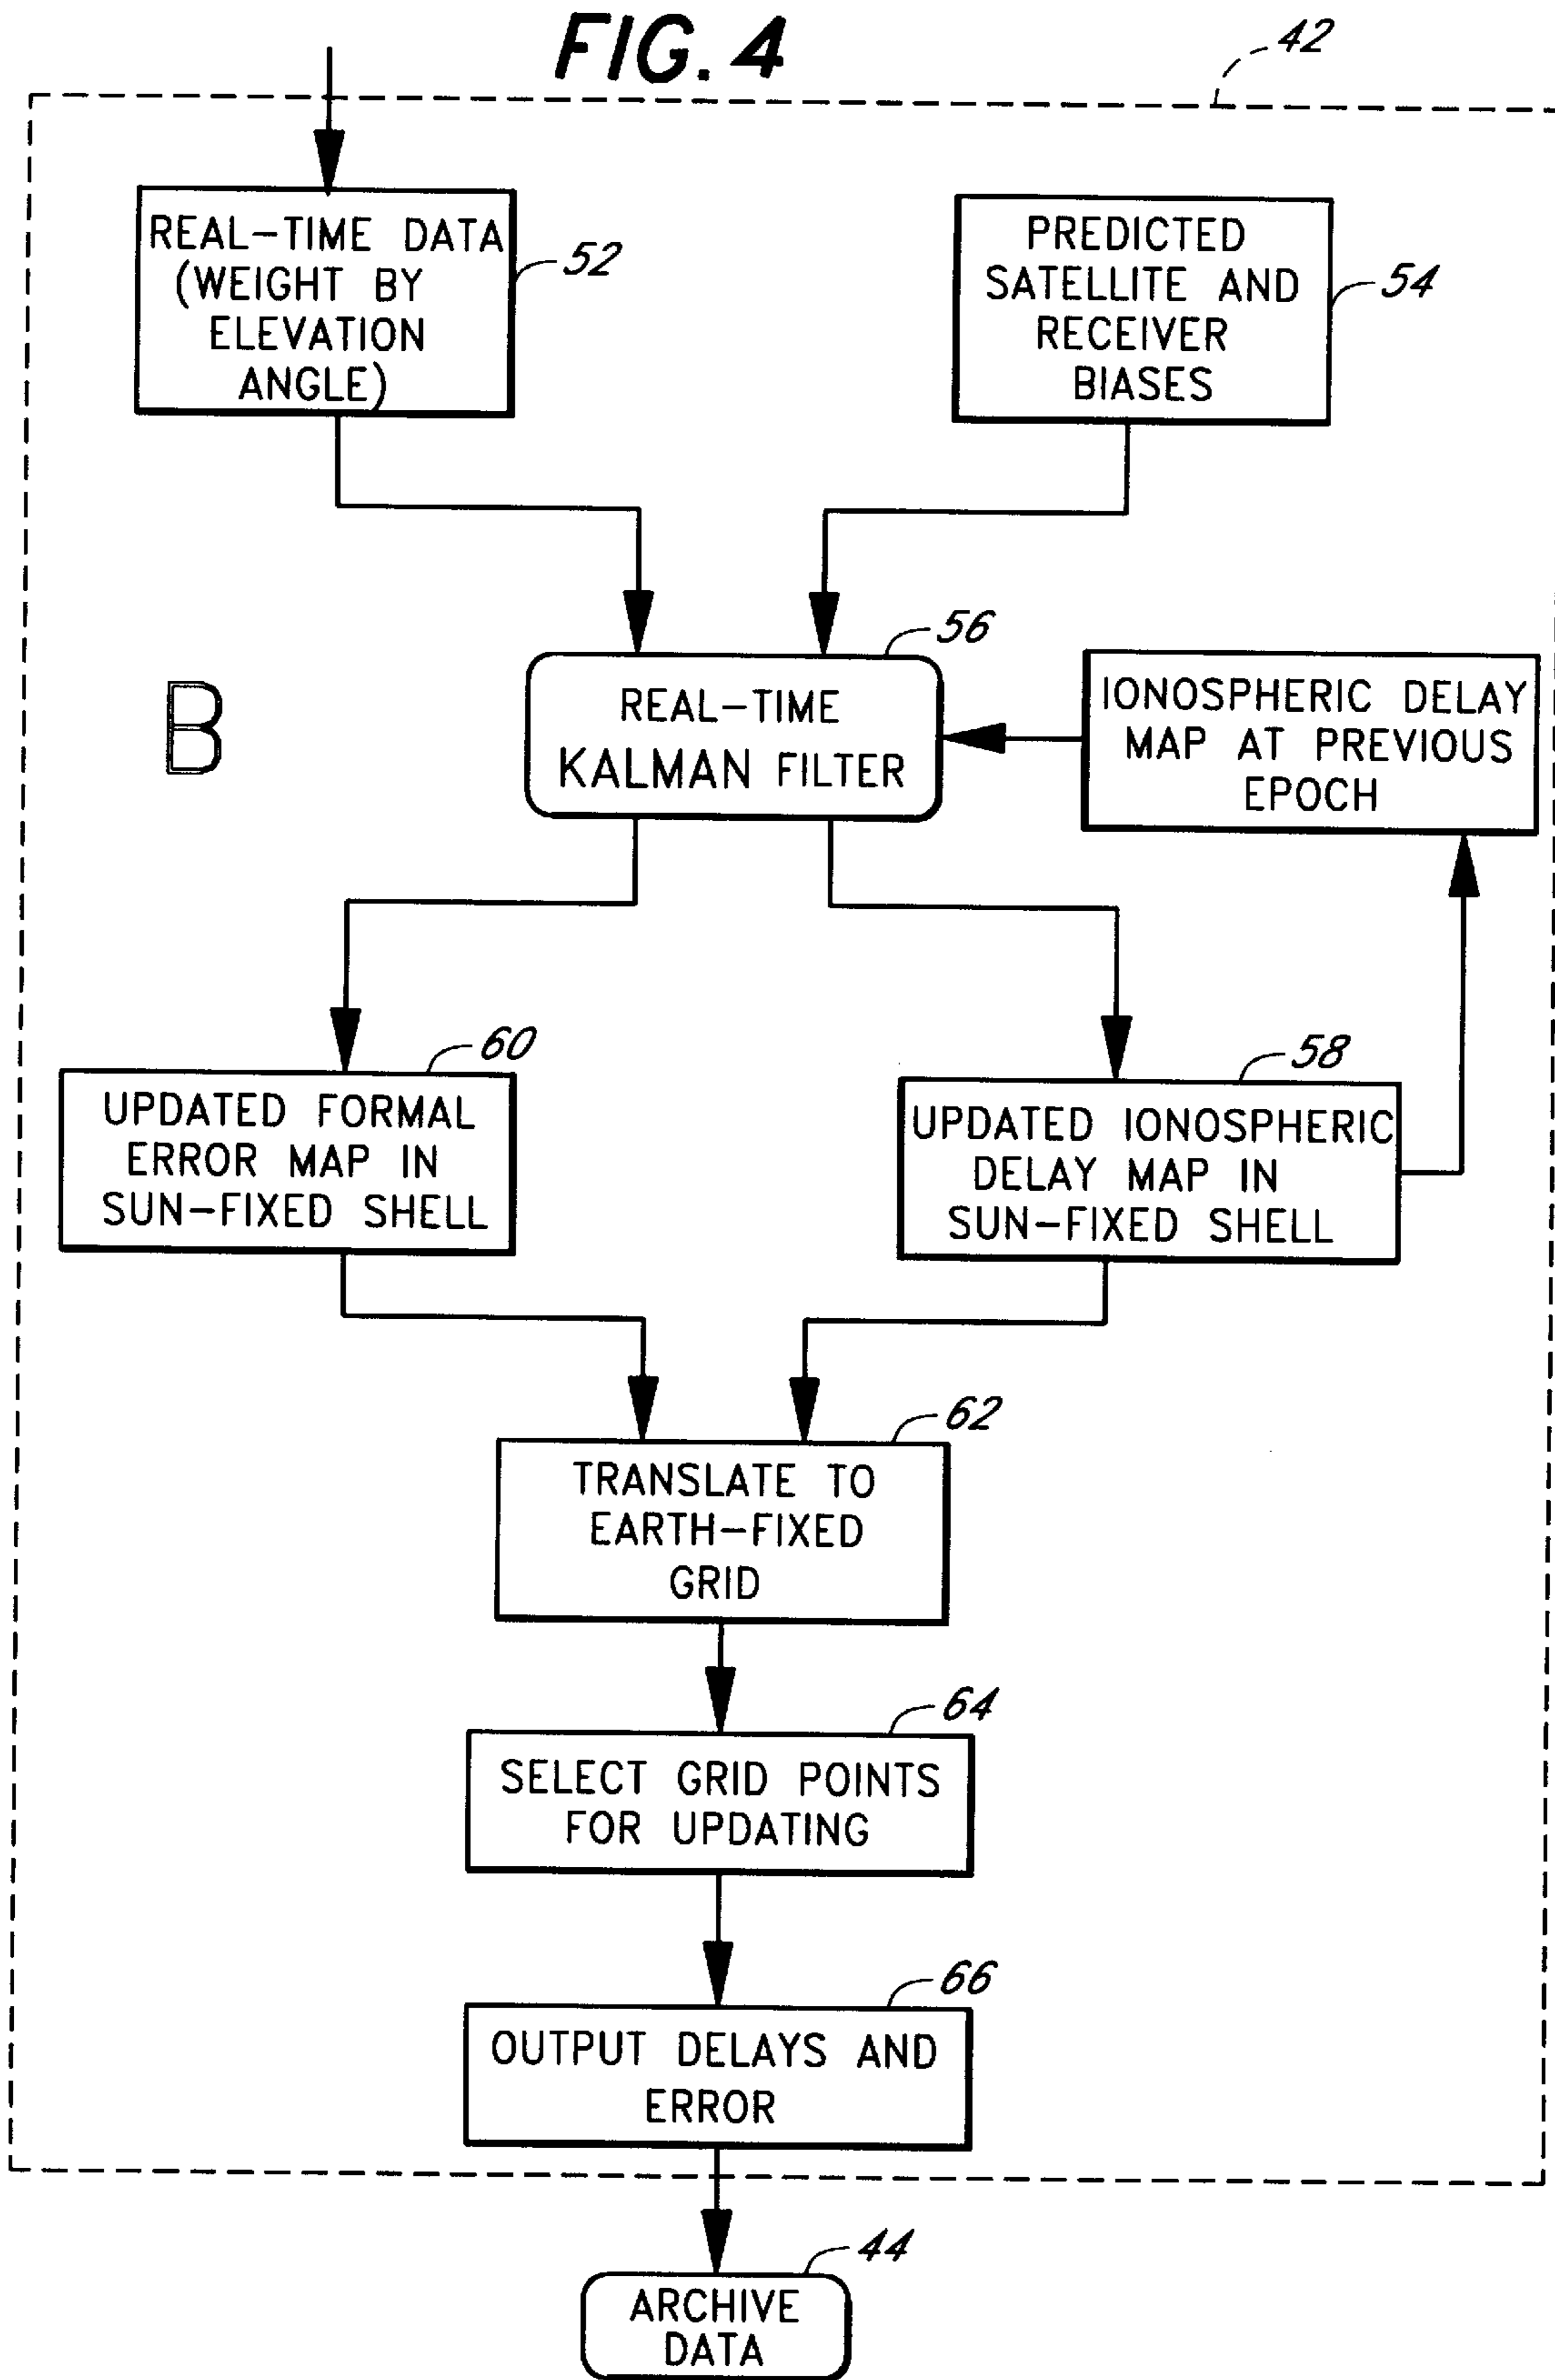 FIG. 4
42
REAL-TIME DATA
(WEIGHT BY
ELEVATION
ANGLE)
52
PREDICTED
SATELLITE AND
RECEIVER
BIASES
54
56
REAL-TIME
KALMAN FILTER
IONOSPHERIC DELAY
MAP AT PREVIOUS
EPOCH
B
60
UPDATED FORMAL
ERROR MAP IN
SUN-FIXED SHELL
58
UPDATED IONOSPHERIC
DELAY MAP IN
SUN-FIXED SHELL
62
TRANSLATE TO
EARTH-FIXED
GRID
64
SELECT GRID POINTS
FOR UPDATING
66
OUTPUT DELAYS AND
ERROR
44
ARCHIVE
DATA